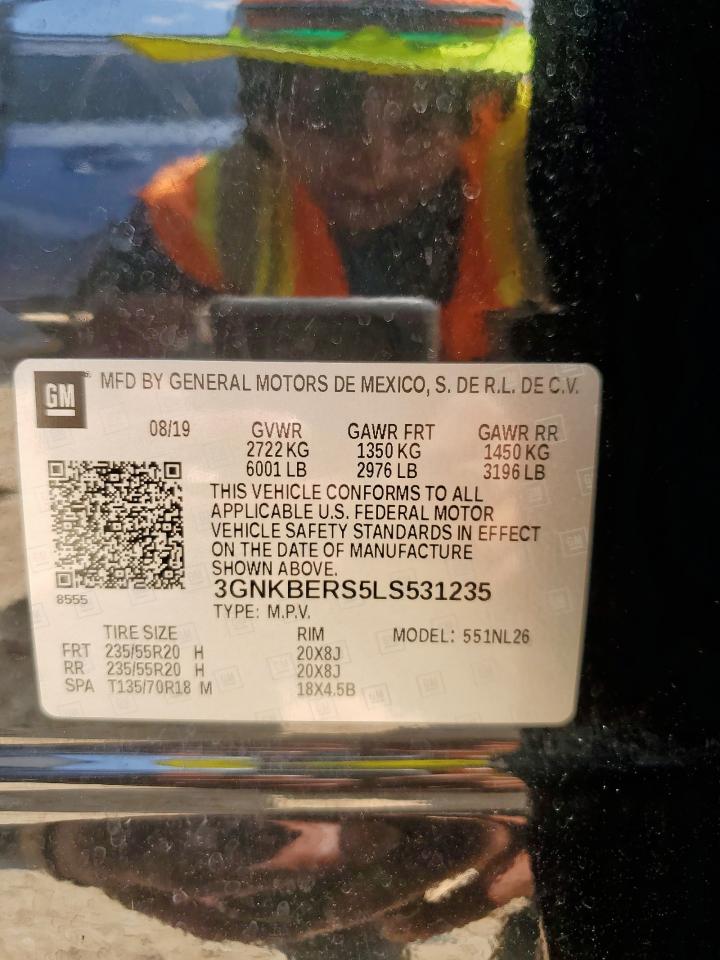 GM
MFD BY GENERAL MOTORS DE MEXICO, S. DE R.L. DE C.V.
08/19 GVWR GAWR FRT GAWR RR
2722 KG 1350 KG 1450 KG
6001 LB 2976 LB 3196 LB
THIS VEHICLE CONFORMS TO ALL
APPLICABLE U.S. FEDERAL MOTOR
VEHICLE SAFETY STANDARDS IN EFFECT
ON THE DATE OF MANUFACTURE
SHOWN ABOVE.
8555
3GNKBERS5LS531235
TYPE: M.P.V.
TIRE SIZE RIM MODEL: 551NL26
FRT 235/55R20 H 20X8J
RR 235/55R20 H 20X8J
SPA T135/70R18 M 18X4.5B